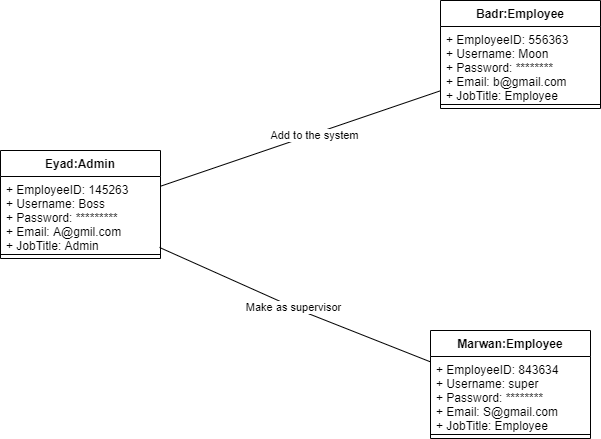 Badr:Employee
+ EmployeeID: 556363
+ Username: Moon
+ Password: ********
+ Email: b@gmail.com
+ JobTitle: Employee
Add to the system
Eyad:Admin
+ EmployeeID: 145263
+ Username: Boss
+ Password: *********
+ Email: A@gmil.com
+ JobTitle: Admin
Make as supervisor
Marwan:Employee
+ EmployeeID: 843634
+ Username: super
+ Password: ********
+ Email: S@gmail.com
+ JobTitle: Employee